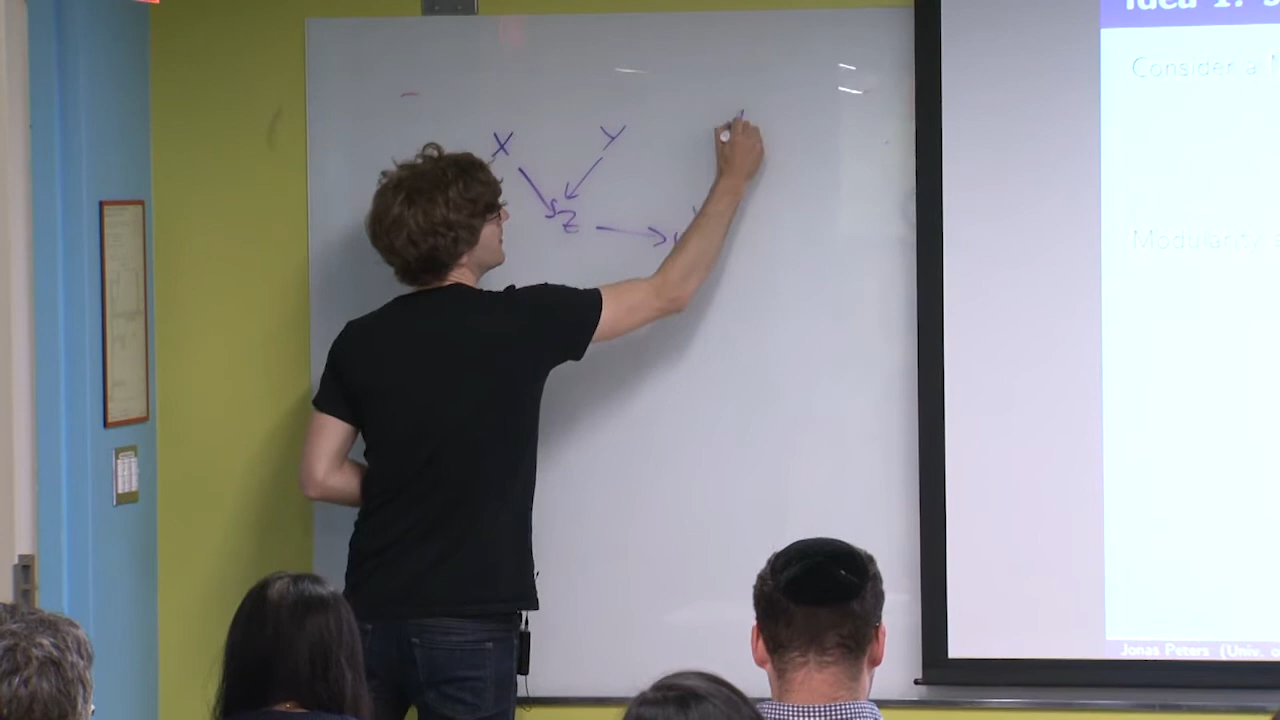 X Y
Z
Idea 1:
Consider a
Modularity
Jonas Peters (Univ. o